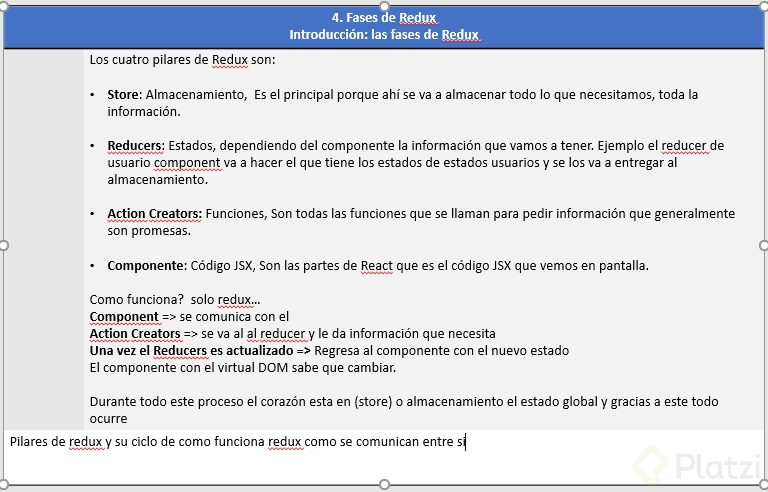 4. Fases de Redux
Introducción: las fases de Redux
Los cuatro pilares de Redux son:
• Store: Almacenamiento, Es el principal porque ahí se va a almacenar todo lo que necesitamos, toda la
información.
• Reducers: Estados, dependiendo del componente la información que vamos a tener. Ejemplo el reducer de
usuario component va a hacer el que tiene los estados de estados usuarios y se los va a entregar al
almacenamiento.
• Action Creators: Funciones, Son todas las funciones que se llaman para pedir información que generalmente
son promesas.
• Componente: Código JSX, Son las partes de React que es el código JSX que vemos en pantalla.
Como funciona? solo redux...
Component => se comunica con el
Action Creators => se va al al reducer y le da información que necesita
Una vez el Reducers es actualizado => Regresa al componente con el nuevo estado
El componente con el virtual DOM sabe que cambiar.
Durante todo este proceso el corazón esta en (store) o almacenamiento el estado global y gracias a este todo
ocurre
Pilares de redux y su ciclo de como funciona redux como se comunican entre si
Platzi